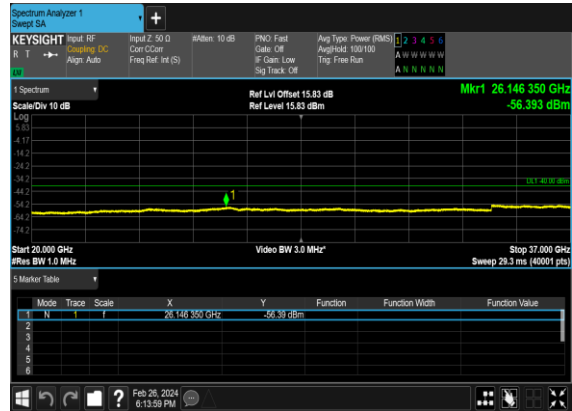 Spectrum Analyzer 1
Swept SA
+
KEYSIGHT Input: RF Input Z: 50 Ω #Atten: 10 dB PNO: Fast Avg Type: Power (RMS) 1 2 3 4 5 6
R T Coupling: DC Corr CCorr Gate: Off Avg|Hold: 100/100 A W W W W W
Align: Auto Freq Ref: Int (S) IF Gain: Low Trig: Free Run
LW Sig Track: Off A N N N N N
1 Spectrum Ref Lvl Offset 15.83 dB Mkr1 26.146 350 GHz
Scale/Div 10 dB Ref Level 15.83 dBm -56.393 dBm
Log
5.83
-4.17
-14.2
-24.2
-34.2
DL1 -40.00 dBm
-44.2
1
-54.2
-64.2
-74.2
Start 20.000 GHz Video BW 3.0 MHz* Stop 37.000 GHz
#Res BW 1.0 MHz Sweep 29.3 ms (40001 pts)
5 Marker Table
Mode Trace Scale X Y Function Function Width Function Value
1 N 1 f 26.146 350 GHz -56.39 dBm
2
3
4
5
6
? Feb 26, 2024
6:13:59 PM